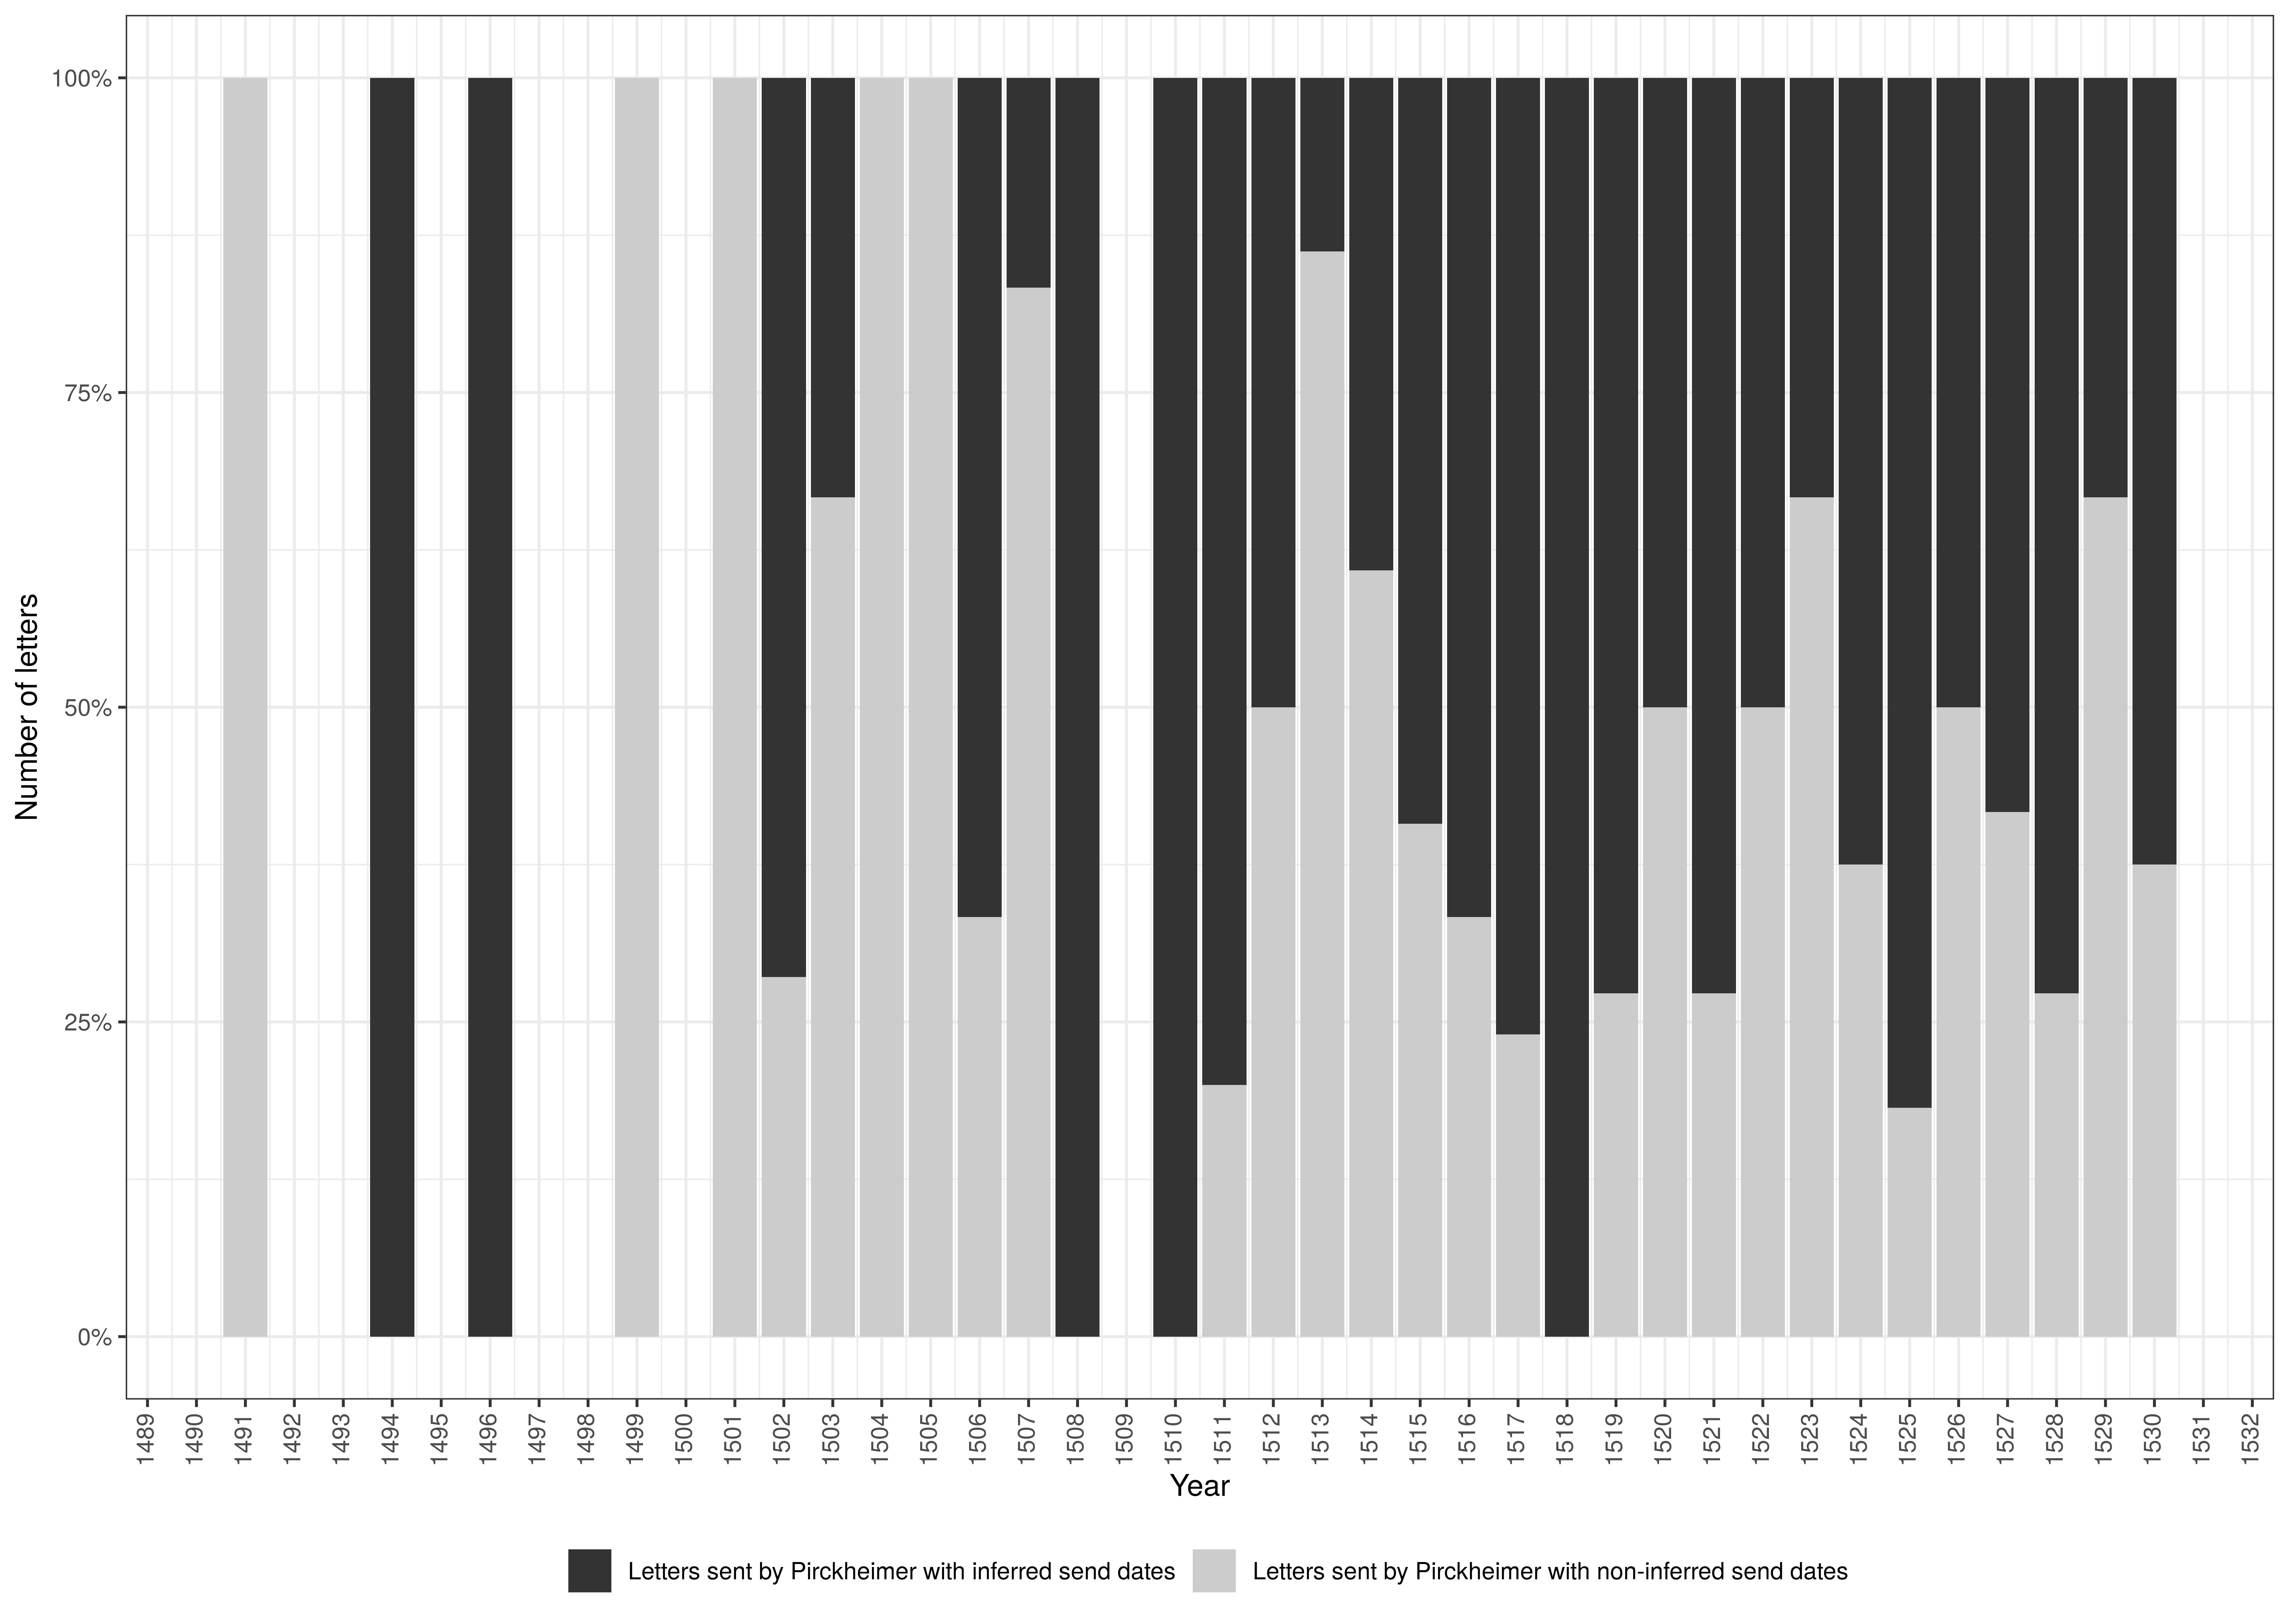 Number of letters
100%
75%
50%
25%
0%
1489 1490 1491 1492 1493 1494 1495 1496 1497 1498 1499 1500 1501 1502 1503 1504 1505 1506 1507 1508 1509 1510 1511 1512 1513 1514 1515 1516 1517 1518 1519 1520 1521 1522 1523 1524 1525 1526 1527 1528 1529 1530 1531 1532
Year
Letters sent by Pirckheimer with inferred send dates Letters sent by Pirckheimer with non-inferred send dates